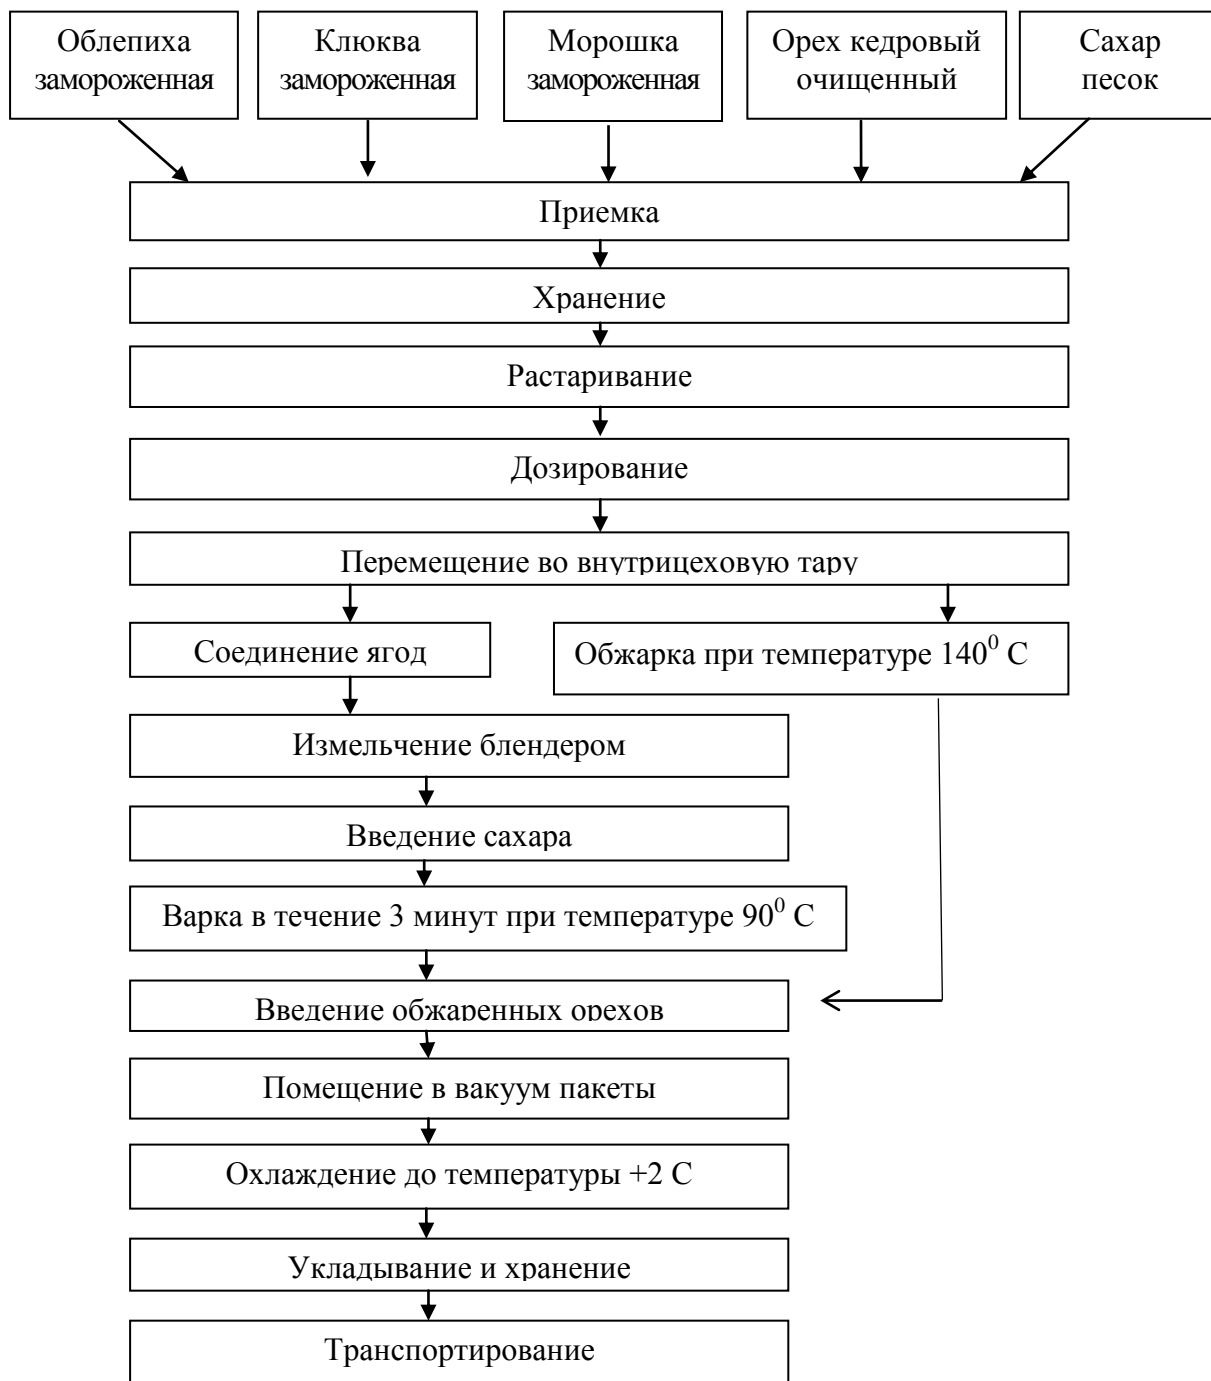 Облепиха
замороженная
Клюква
замороженная
Морошка
замороженная
Орех кедровый
очищенный
Сахар
песок
Приемка
Хранение
Растаривание
Дозирование
Перемещение во внутрицеховую тару
Соединение ягод
Обжарка при температуре 140⁰ С
Измельчение блендером
Введение сахара
Варка в течение 3 минут при температуре 90⁰ С
Введение обжаренных орехов
Помещение в вакуум пакеты
Охлаждение до температуры +2 С
Укладывание и хранение
Транспортирование